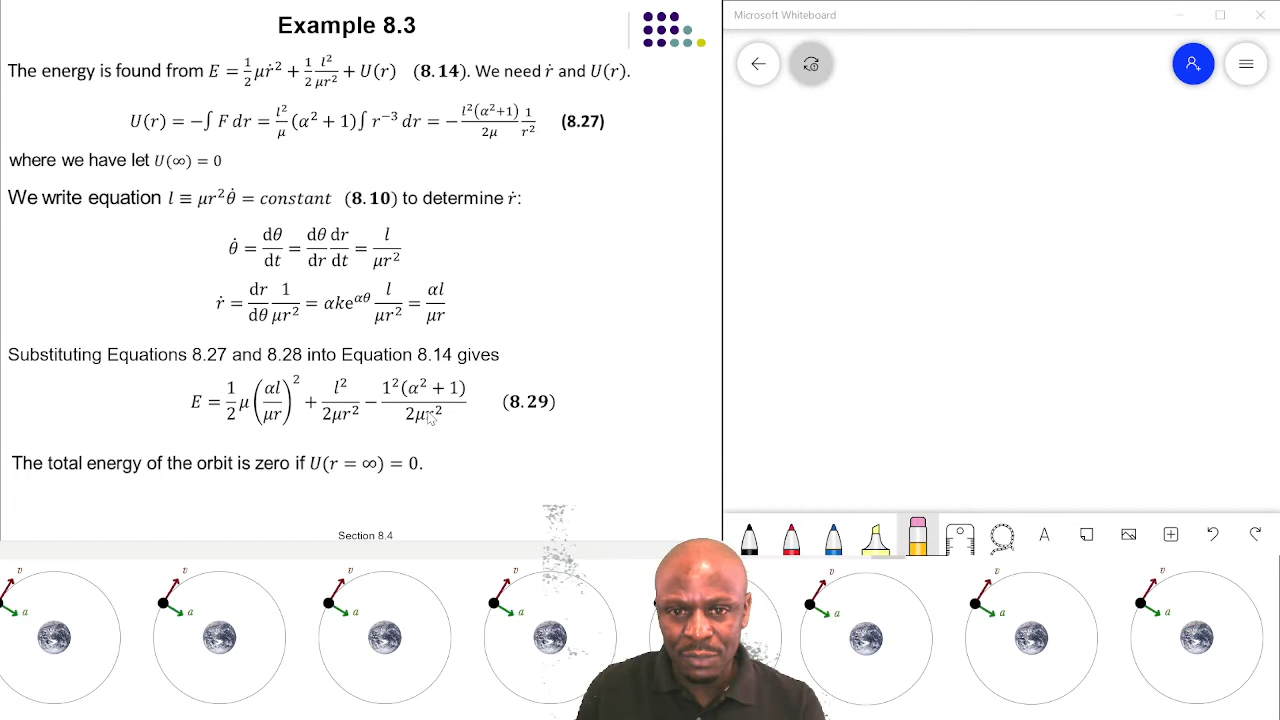 Example 8.3
The energy is found from E = 1/2 μṙ² + 1/2 l²/μr² + U(r) (8.14). We need ṙ and U(r).
U(r) = −∫ F dr = l²/μ (α² + 1) ∫ r⁻³ dr = − l²(α²+1)/2μ 1/r² (8.27)
where we have let U(∞) = 0
We write equation l ≡ μr²θ̇ = constant (8.10) to determine ṙ:
θ̇ = dθ/dt = dθ/dr dr/dt = l/μr²
ṙ = dr/dθ 1/μr² = αke^αθ l/μr² = αl/μr
Substituting Equations 8.27 and 8.28 into Equation 8.14 gives
E = 1/2 μ (αl/μr)² + l²/2μr² − 1²(α² + 1)/2μr² (8.29)
The total energy of the orbit is zero if U(r = ∞) = 0.
Section 8.4
Microsoft Whiteboard
A
v
a
v
a
v
a
v
a
v
a
v
a
v
a